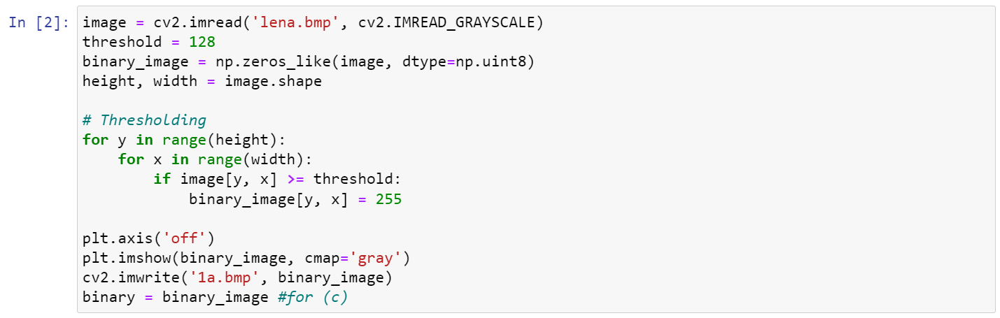 In [2]: image = cv2.imread('lena.bmp', cv2.IMREAD_GRAYSCALE)
threshold = 128
binary_image = np.zeros_like(image, dtype=np.uint8)
height, width = image.shape

# Thresholding
for y in range(height):
    for x in range(width):
        if image[y, x] >= threshold:
            binary_image[y, x] = 255

plt.axis('off')
plt.imshow(binary_image, cmap='gray')
cv2.imwrite('1a.bmp', binary_image)
binary = binary_image #for (c)